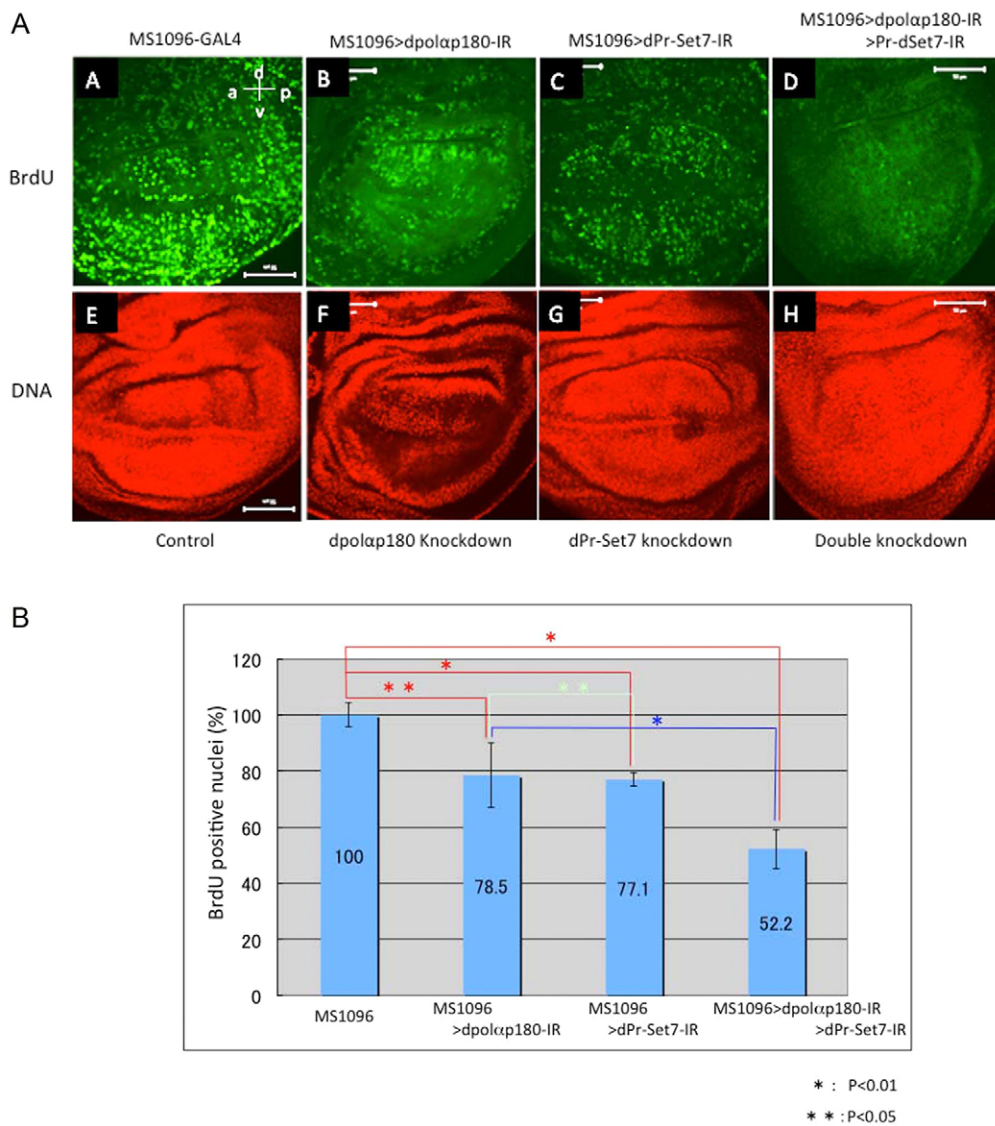 A
MS1096-GAL4
MS1096>dpolαp180-IR
MS1096>dPr-Set7-IR
MS1096>dpolαp180-IR
>Pr-dSet7-IR
A
d
a
p
v
B
C
D
BrdU
E
F
G
H
DNA
Control
dpolαp180 Knockdown
dPr-Set7 knockdown
Double knockdown
B
BrdU positive nuclei (%)
120
100
80
60
40
20
0
*
*
* *
* *
*
100
78.5
77.1
52.2
MS1096
MS1096
>dpolαp180-IR
MS1096
>dPr-Set7-IR
MS1096>dpolαp180-IR
>dPr-Set7-IR
* : P<0.01
* * : P<0.05